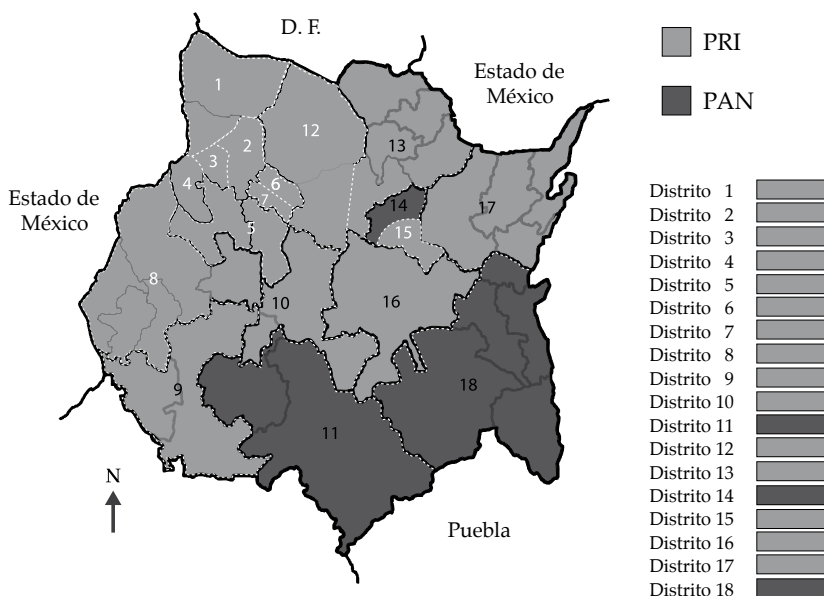 D. F.
Estado de
México
Estado de
México
Puebla
N
1
2
3
4
5
6
7
8
9
10
11
12
13
14
15
16
17
18
PRI
PAN
Distrito 1
Distrito 2
Distrito 3
Distrito 4
Distrito 5
Distrito 6
Distrito 7
Distrito 8
Distrito 9
Distrito 10
Distrito 11
Distrito 12
Distrito 13
Distrito 14
Distrito 15
Distrito 16
Distrito 17
Distrito 18